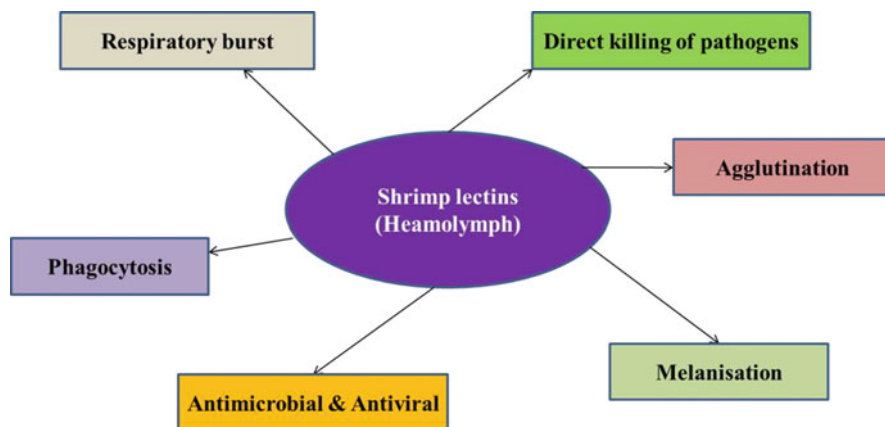 Respiratory burst
Direct killing of pathogens
Shrimp lectins
(Heamolymph)
Agglutination
Phagocytosis
Melanisation
Antimicrobial & Antiviral